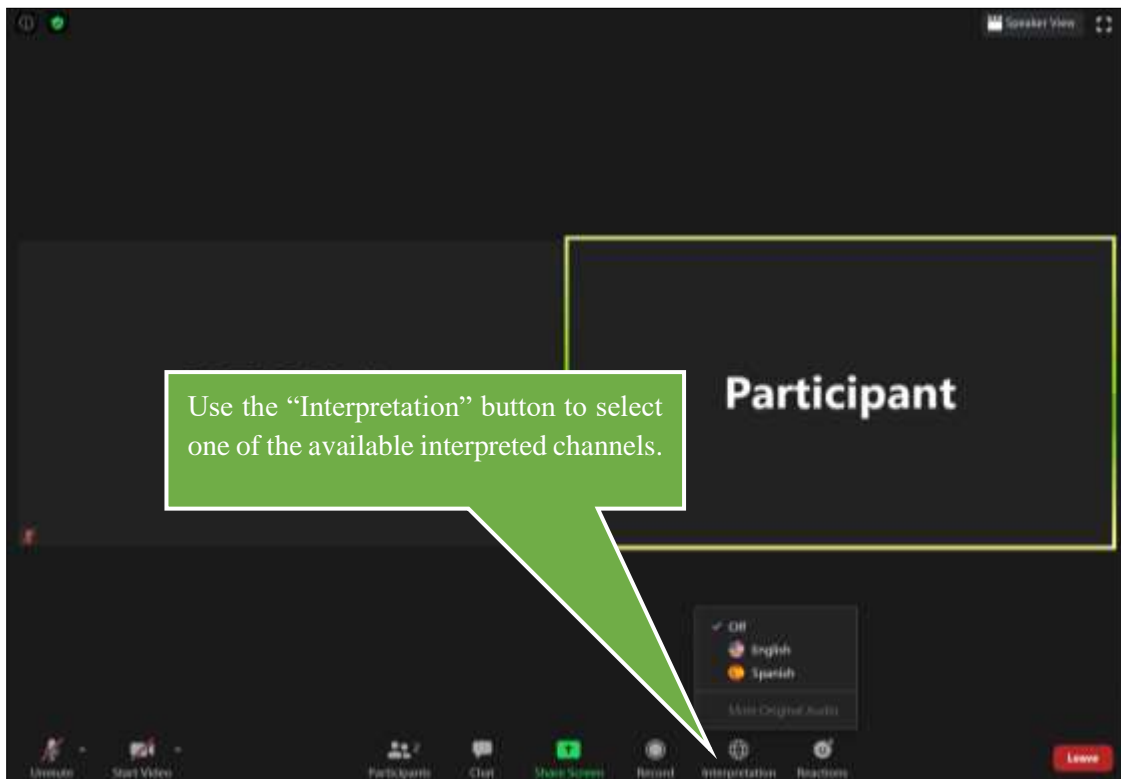 Speaker View
Participant
Use the “Interpretation” button to select
one of the available interpreted channels.
Off
English
Spanish
Mute Original Audio
Unmute
Start Video
Participants
2
Chat
Share Screen
Record
Interpretation
Reactions
Leave